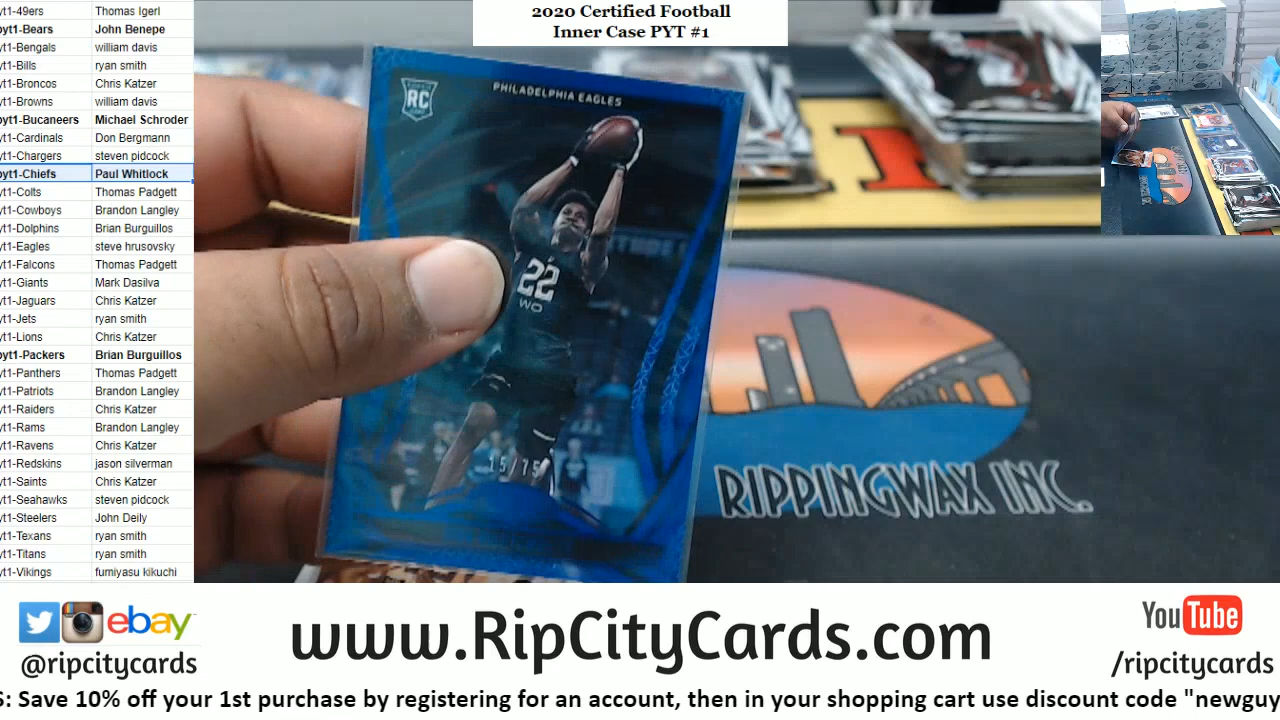 2020 Certified Football
Inner Case PYT #1
yt1-49ers Thomas Igerl
pyt1-Bears John Benepe
yt1-Bengals william davis
yt1-Bills ryan smith
yt1-Broncos Chris Katzer
yt1-Browns william davis
pyt1-Bucaneers Michael Schroder
yt1-Cardinals Don Bergmann
yt1-Chargers steven pidcock
pyt1-Chiefs Paul Whitlock
yt1-Colts Thomas Padgett
yt1-Cowboys Brandon Langley
yt1-Dolphins Brian Burguillos
yt1-Eagles steve hrusovsky
yt1-Falcons Thomas Padgett
yt1-Giants Mark Dasilva
yt1-Jaguars Chris Katzer
yt1-Jets ryan smith
yt1-Lions Chris Katzer
pyt1-Packers Brian Burguillos
yt1-Panthers Thomas Padgett
yt1-Patriots Brandon Langley
yt1-Raiders Chris Katzer
yt1-Rams Brandon Langley
yt1-Ravens Chris Katzer
yt1-Redskins jason silverman
yt1-Saints Chris Katzer
yt1-Seahawks steven pidcock
yt1-Steelers John Deily
yt1-Texans ryan smith
yt1-Titans ryan smith
yt1-Vikings fumiyasu kikuchi
RC
PHILADELPHIA EAGLES
22
WO
15/75
RIPPINGWAX INC.
ebay
@ripcitycards
www.RipCityCards.com
YouTube
/ripcitycards
S: Save 10% off your 1st purchase by registering for an account, then in your shopping cart use discount code "newguy